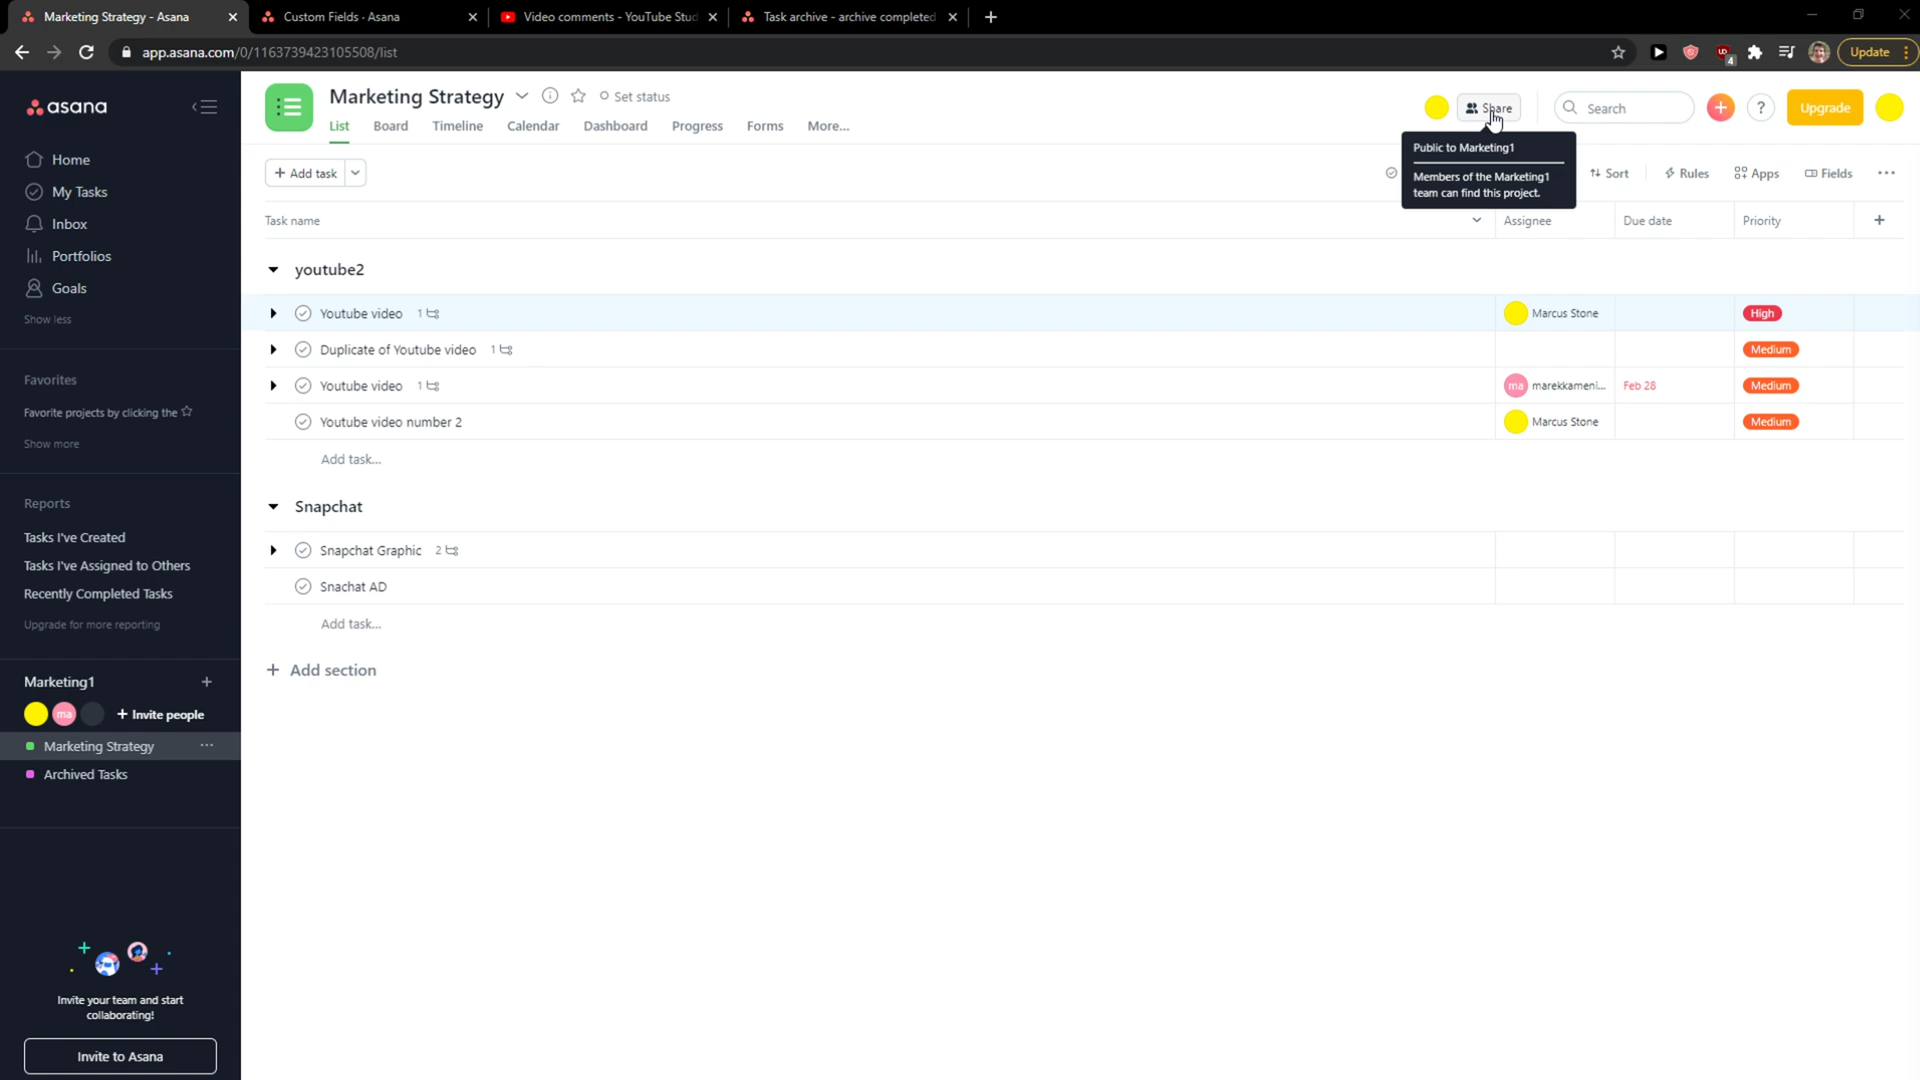 Marketing Strategy - Asana
Custom Fields - Asana
Video comments - YouTube Stud
Task archive - archive completed
app.asana.com/0/1163739423105508/list
4
Update
asana
Marketing Strategy
Set status
Share
Search
?
Upgrade
List
Board
Timeline
Calendar
Dashboard
Progress
Forms
More...
Public to Marketing1
Members of the Marketing1
team can find this project.
+ Add task
Sort
Rules
Apps
Fields
Home
My Tasks
Inbox
Portfolios
Goals
Show less
Favorites
Favorite projects by clicking the
Show more
Reports
Tasks I've Created
Tasks I've Assigned to Others
Recently Completed Tasks
Upgrade for more reporting
Marketing1 +
ma
+ Invite people
Marketing Strategy ...
Archived Tasks
Invite your team and start
collaborating!
Invite to Asana
Task name
Assignee
Due date
Priority
+
youtube2
Youtube video 1
Marcus Stone
High
Duplicate of Youtube video 1
Medium
Youtube video 1
ma marekkameni...
Feb 28
Medium
Youtube video number 2
Marcus Stone
Medium
Add task...
Snapchat
Snapchat Graphic 2
Snachat AD
Add task...
+ Add section